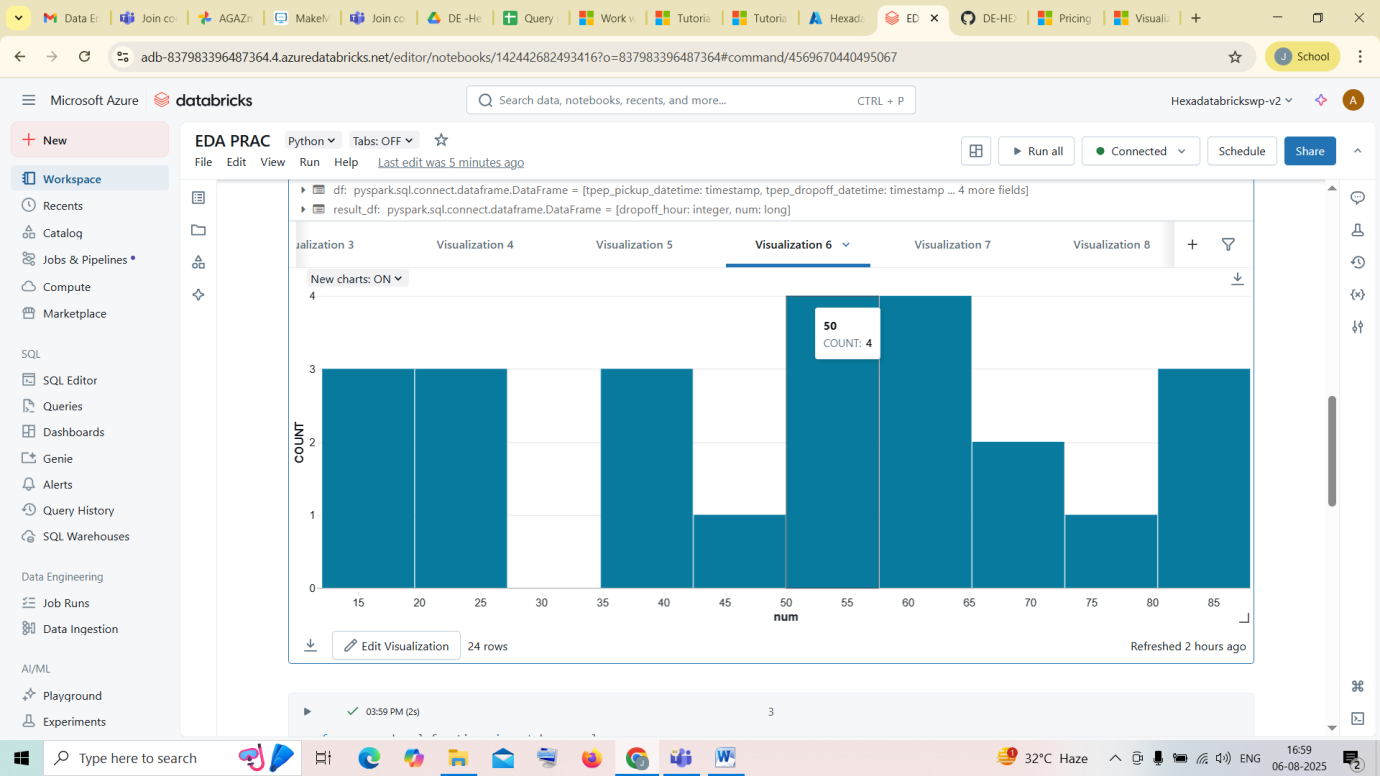 Data En
Join co
AGAZn
MakeM
Join co
DE -He
Query s
Work w
Tutoria
Tutoria
Hexada
ED
DE-HEX
Pricing
Visualiz
adb-837983396487364.4.azuredatabricks.net/editor/notebooks/1424426824934 16?o=837983396487364#command/4569670440495067
School
Microsoft Azure
databricks
Search data, notebooks, recents, and more...
CTRL + P
Hexadatabrickswp-v2
A
New
Workspace
Recents
Catalog
Jobs & Pipelines
Compute
Marketplace
SQL
SQL Editor
Queries
Dashboards
Genie
Alerts
Query History
SQL Warehouses
Data Engineering
Job Runs
Data Ingestion
AI/ML
Playground
Experiments
EDA PRAC
Python
Tabs: OFF
File Edit View Run Help Last edit was 5 minutes ago
Run all
Connected
Schedule
Share
df: pyspark.sql.connect.dataframe.DataFrame = [tpep_pickup_datetime: timestamp, tpep_dropoff_datetime: timestamp ... 4 more fields]
result_df: pyspark.sql.connect.dataframe.DataFrame = [dropoff_hour: integer, num: long]
ualization 3
Visualization 4
Visualization 5
Visualization 6
Visualization 7
Visualization 8
New charts: ON
4
3
2
1
0
COUNT
50
COUNT: 4
15 20 25 30 35 40 45 50 55 60 65 70 75 80 85
num
Edit Visualization
24 rows
Refreshed 2 hours ago
03:59 PM (2s)
3
Type here to search
32°C Haze
ENG
16:59
06-08-2025